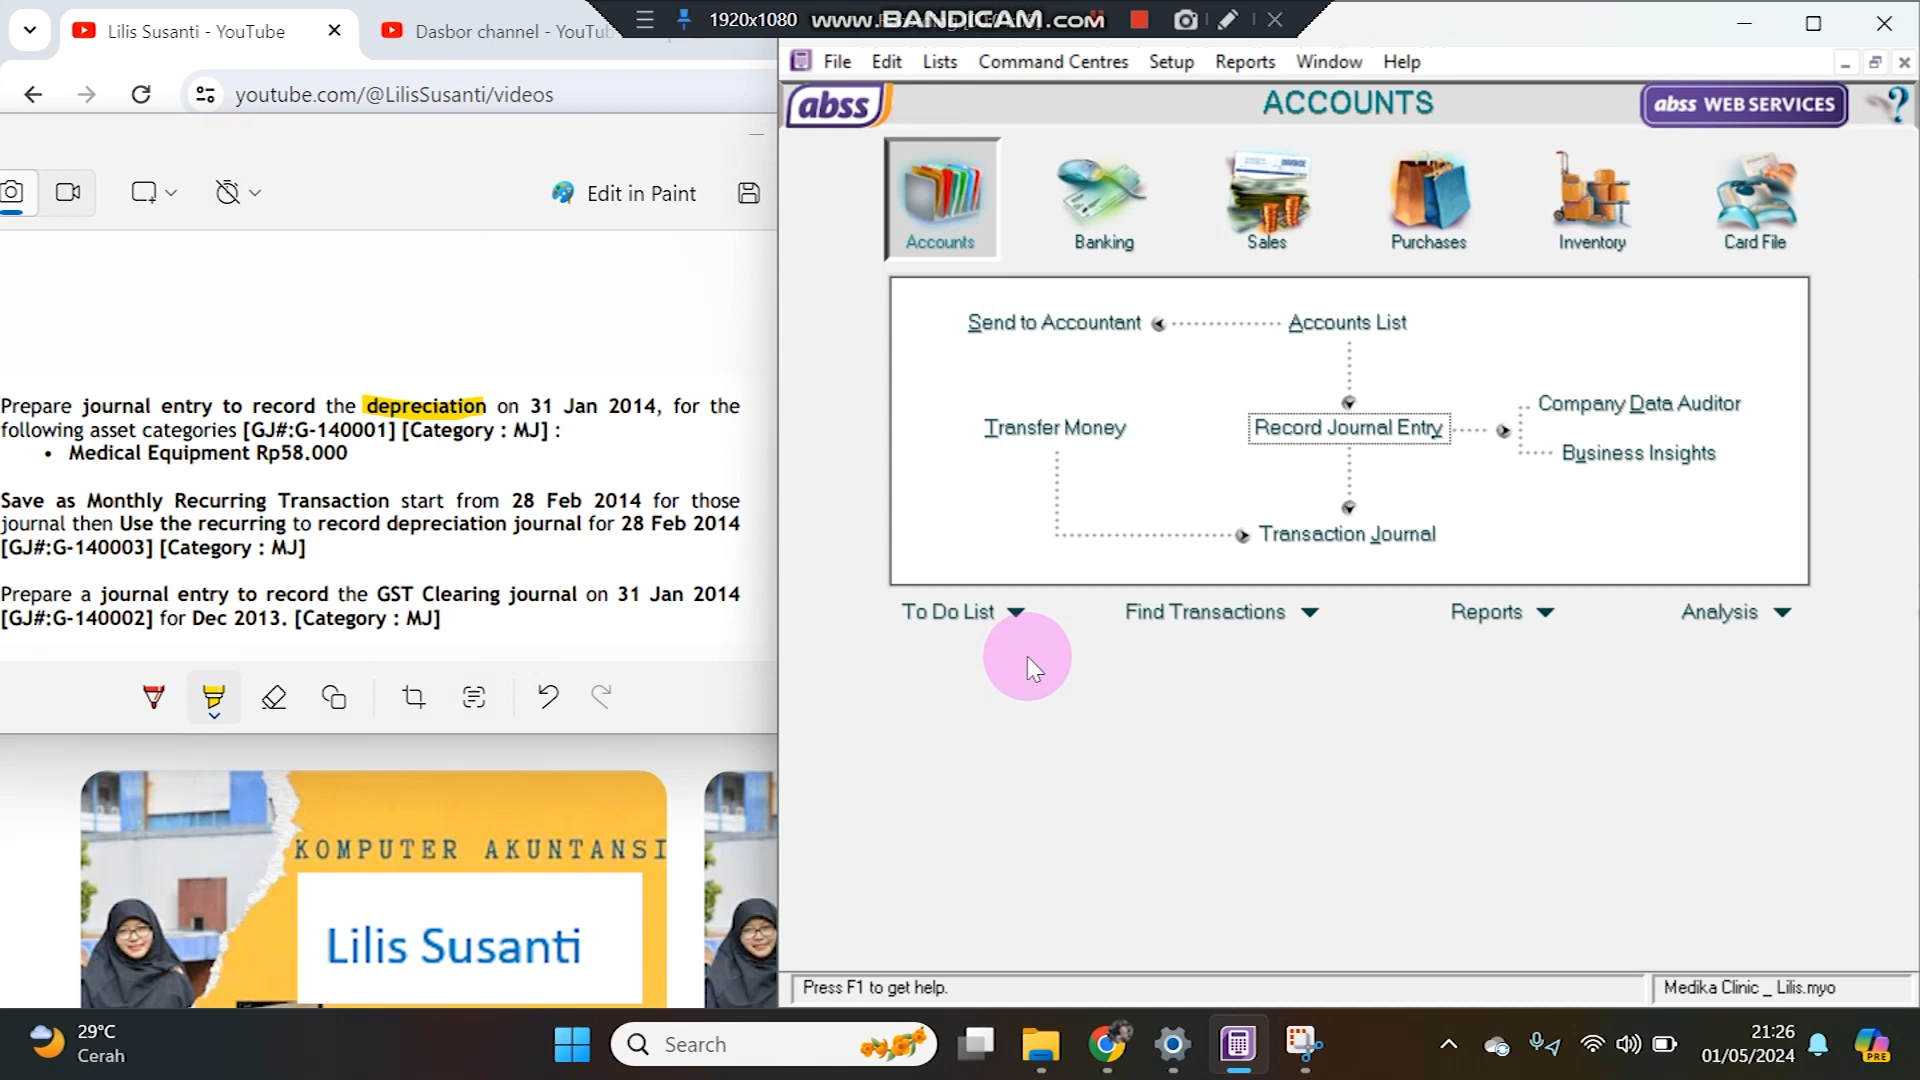 Lilis Susanti - YouTube
Dasbor channel - YouTub
1920x1080
www.BANDICAM.com
youtube.com/@LilisSusanti/videos
Edit in Paint
Prepare journal entry to record the depreciation on 31 Jan 2014, for the
following asset categories [GJ#:G-140001] [Category : MJ] :
• Medical Equipment Rp58.000
Save as Monthly Recurring Transaction start from 28 Feb 2014 for those
journal then Use the recurring to record depreciation journal for 28 Feb 2014
[GJ#:G-140003] [Category : MJ]
Prepare a journal entry to record the GST Clearing journal on 31 Jan 2014
[GJ#:G-140002] for Dec 2013. [Category : MJ]
KOMPUTER AKUNTANSI
Lilis Susanti
File Edit Lists Command Centres Setup Reports Window Help
abss
ACCOUNTS
abss WEB SERVICES
?
INVOICE
Accounts
Banking
Sales
Purchases
Inventory
Card File
Send to Accountant
Accounts List
Transfer Money
Record Journal Entry
Company Data Auditor
Business Insights
Transaction Journal
To Do List
Find Transactions
Reports
Analysis
Press F1 to get help.
Medika Clinic _ Lilis.myo
29°C
Cerah
Search
21:26
01/05/2024
PRE